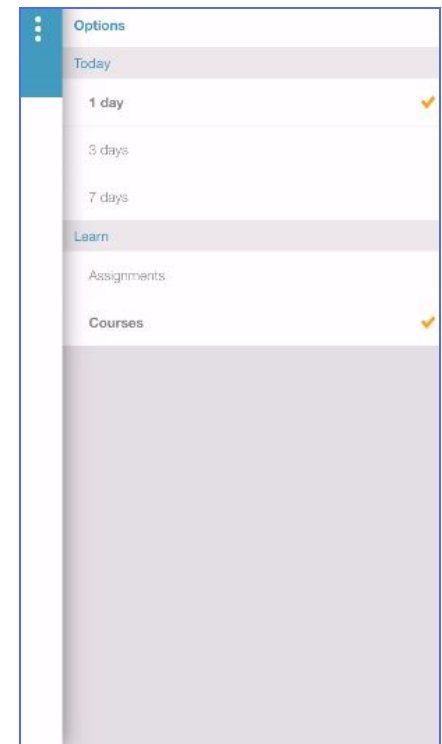 Options
Today
1 day
3 days
7 days
Learn
Assignments
Courses